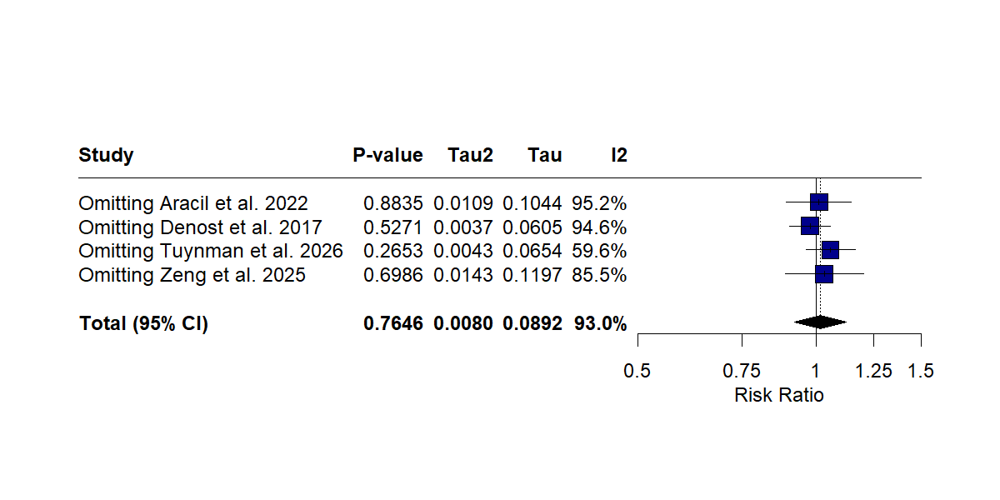 Study P-value Tau2 Tau I2
Omitting Aracil et al. 2022 0.8835 0.0109 0.1044 95.2%
Omitting Denost et al. 2017 0.5271 0.0037 0.0605 94.6%
Omitting Tuynman et al. 2026 0.2653 0.0043 0.0654 59.6%
Omitting Zeng et al. 2025 0.6986 0.0143 0.1197 85.5%
Total (95% CI) 0.7646 0.0080 0.0892 93.0%
0.5 0.75 1 1.25 1.5
Risk Ratio